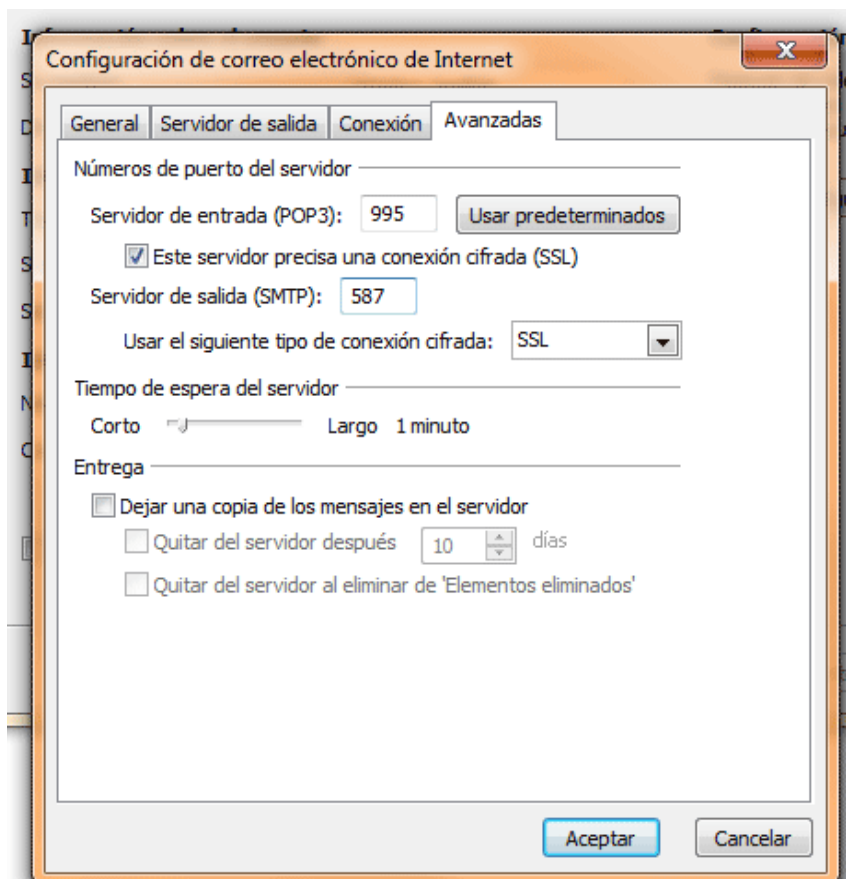 Configuración de correo electrónico de Internet
General Servidor de salida Conexión Avanzadas
Números de puerto del servidor
Servidor de entrada (POP3): 995 Usar predeterminados
Este servidor precisa una conexión cifrada (SSL)
Servidor de salida (SMTP): 587
Usar el siguiente tipo de conexión cifrada: SSL
Tiempo de espera del servidor
Corto Largo 1 minuto
Entrega
Dejar una copia de los mensajes en el servidor
Quitar del servidor después 10 días
Quitar del servidor al eliminar de 'Elementos eliminados'
Aceptar Cancelar